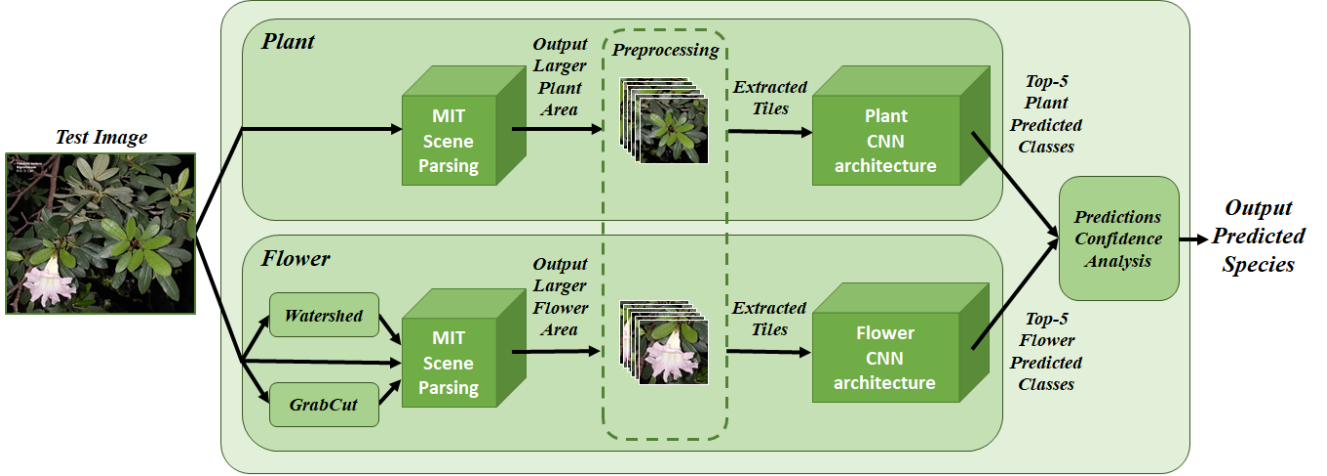 Test Image
Plant
MIT
Scene
Parsing
Output
Larger
Plant
Area
Preprocessing
Extracted
Tiles
Plant
CNN
architecture
Top-5
Plant
Predicted
Classes
Flower
Watershed
GrabCut
MIT
Scene
Parsing
Output
Larger
Flower
Area
Extracted
Tiles
Flower
CNN
architecture
Top-5
Flower
Predicted
Classes
Predictions
Confidence
Analysis
Output
Predicted
Species